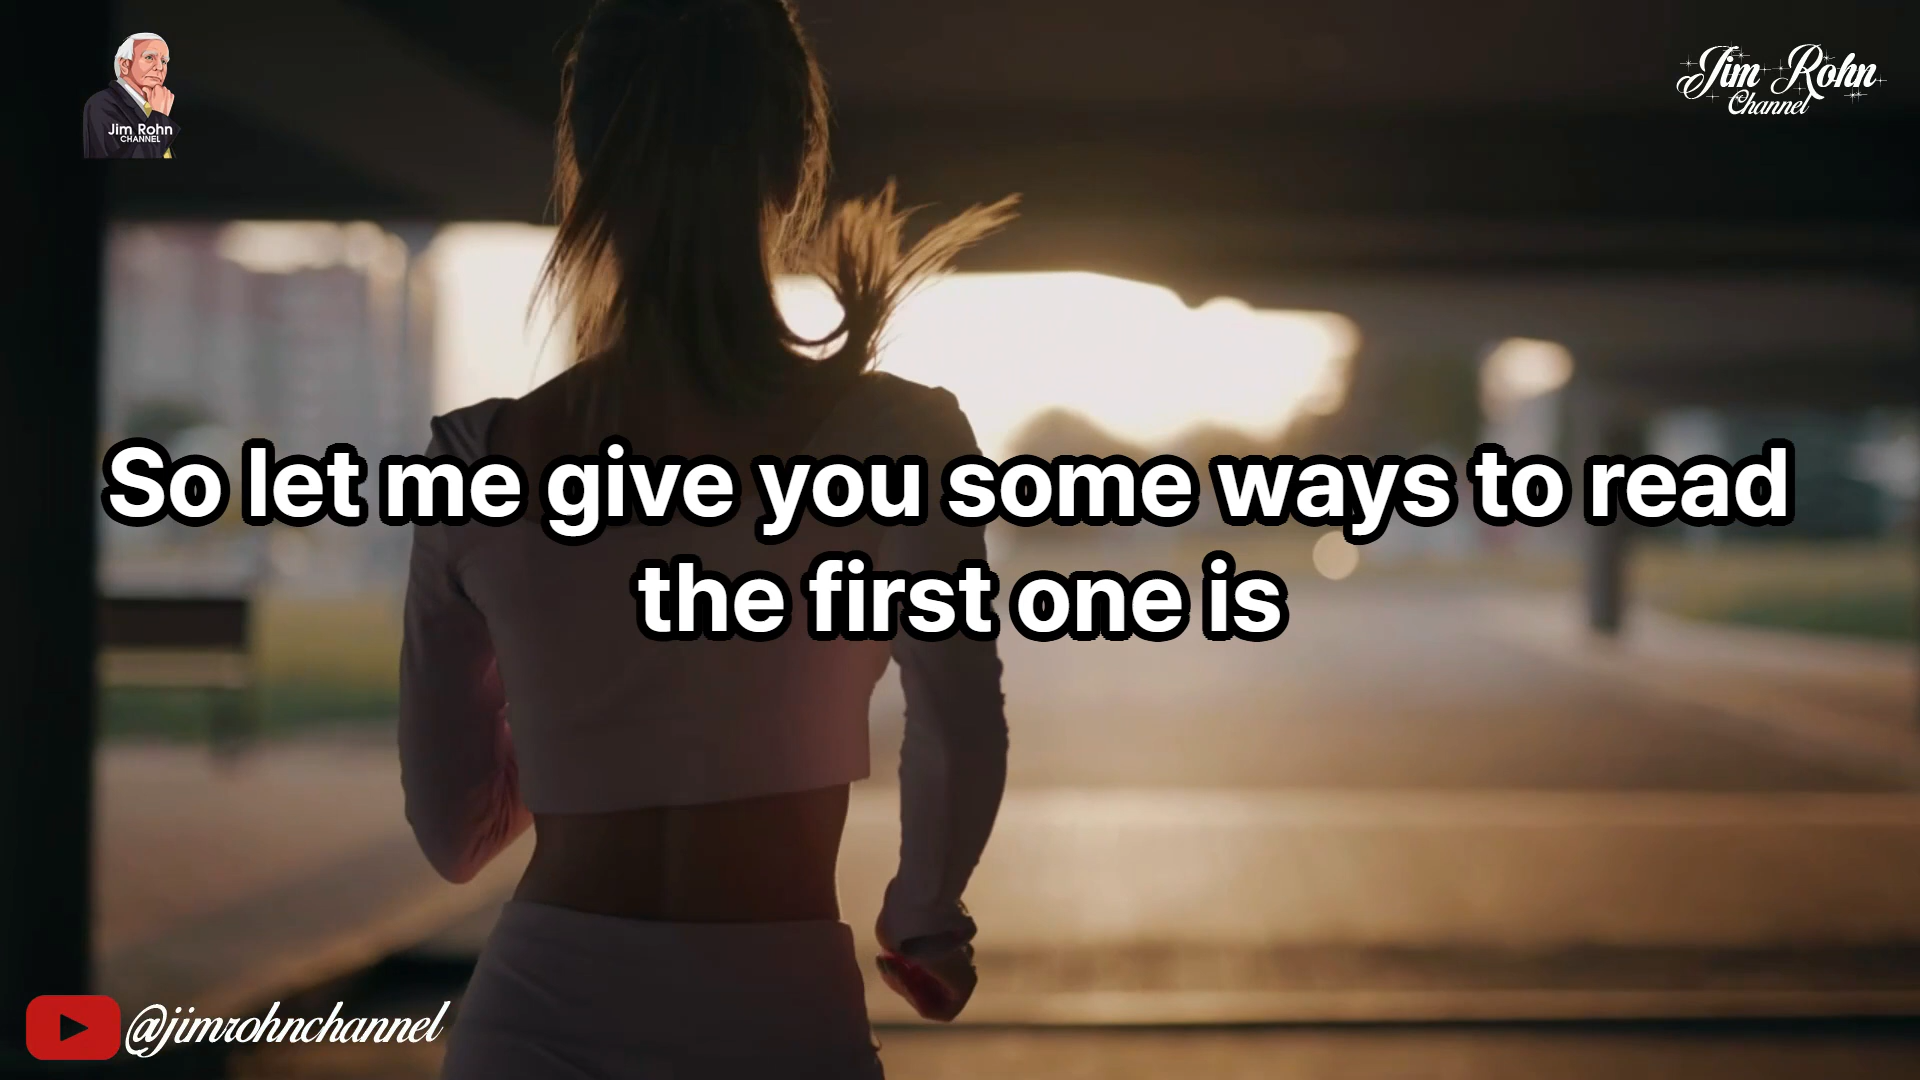 Jim Rohn
CHANNEL
Jim Rohn
Channel
So let me give you some ways to read
the first one is
@jimrohnchannel